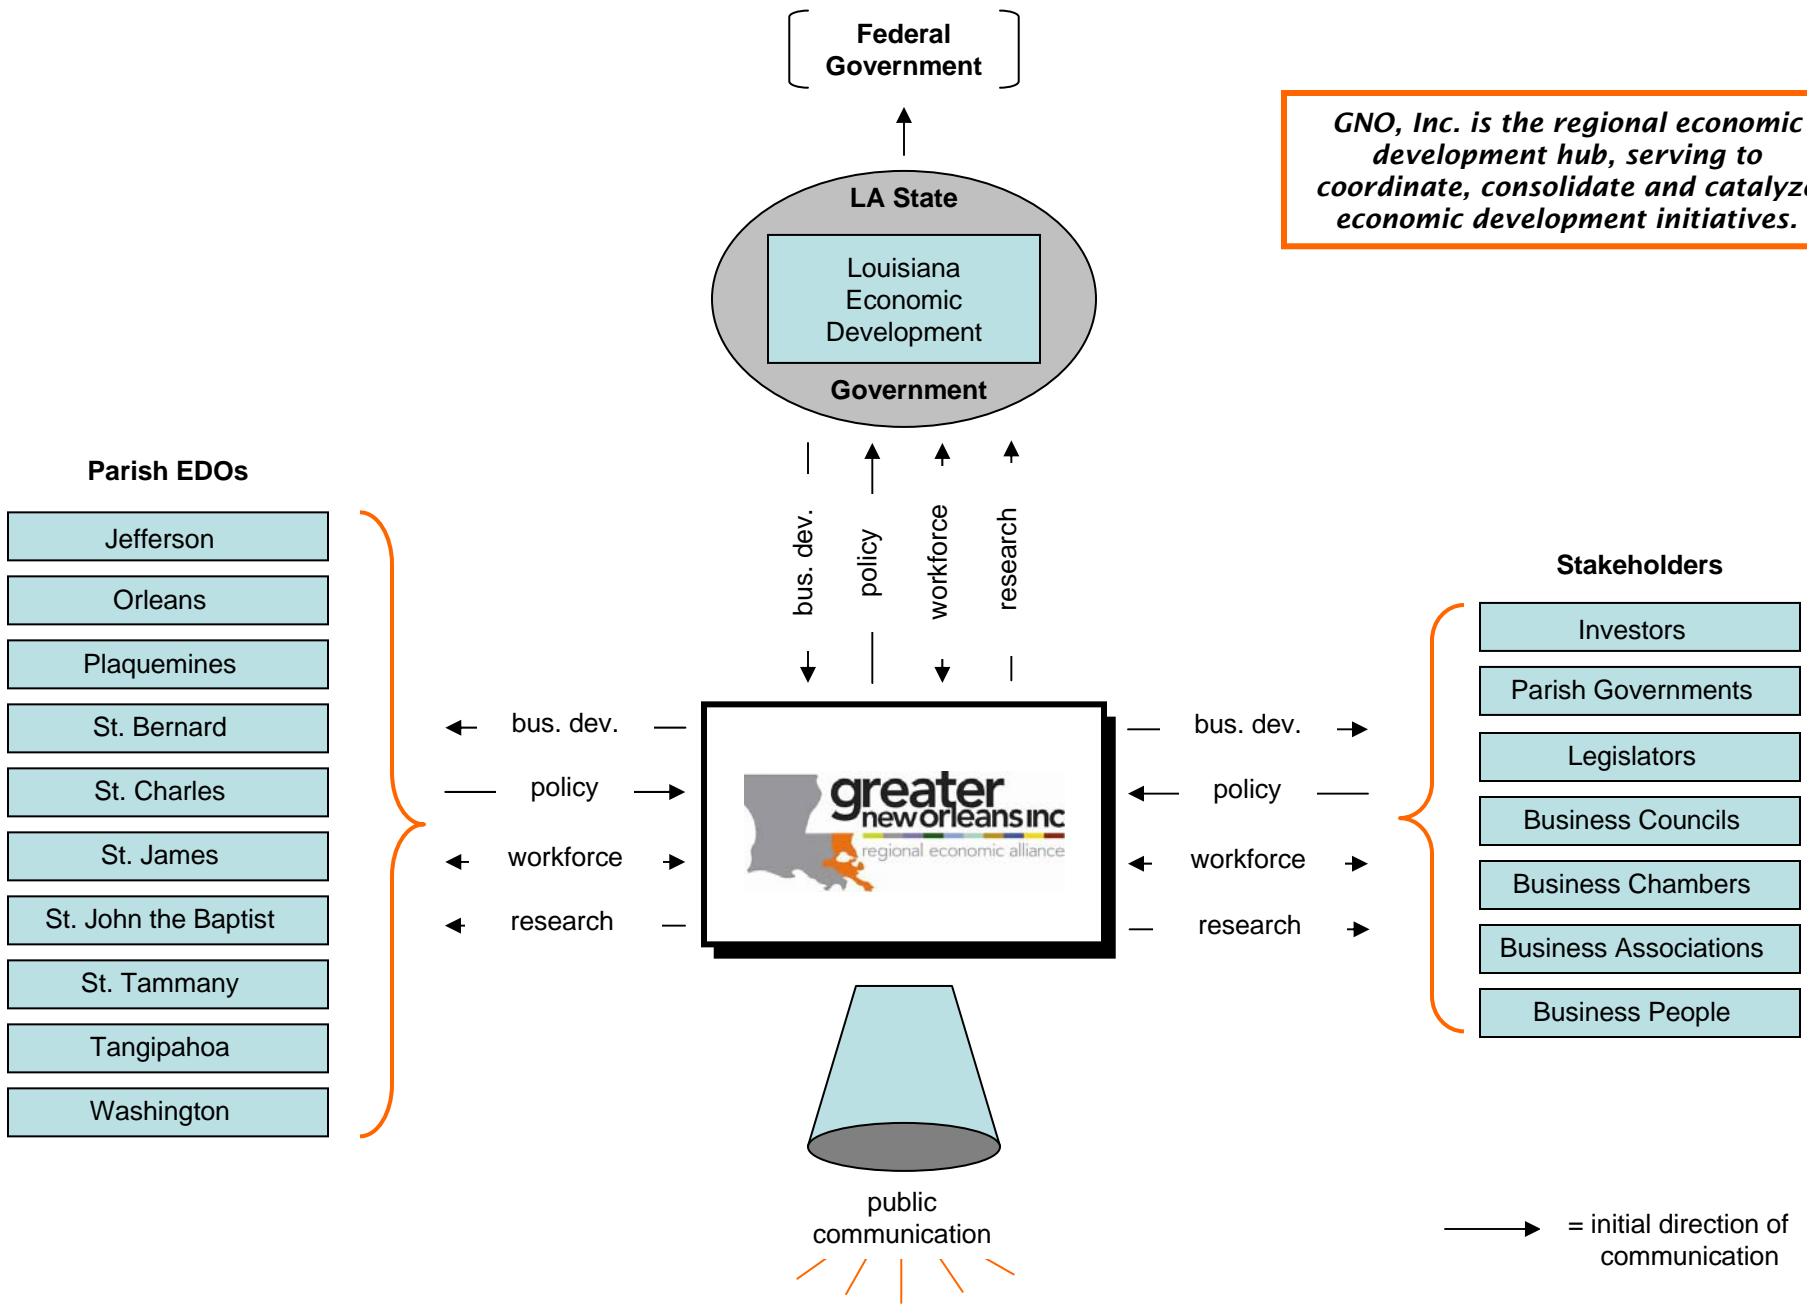 Federal
Government
GNO, Inc. is the regional economic
development hub, serving to
coordinate, consolidate and catalyze
economic development initiatives.
LA State
Louisiana
Economic
Development
Government
Parish EDOs
Jefferson
Orleans
Plaquemines
St. Bernard
St. Charles
St. James
St. John the Baptist
St. Tammany
Tangipahoa
Washington
bus. dev.
policy
workforce
research
bus. dev.
policy
workforce
research
greater
new orleans inc
regional economic alliance
bus. dev.
policy
workforce
research
Stakeholders
Investors
Parish Governments
Legislators
Business Councils
Business Chambers
Business Associations
Business People
public
communication
= initial direction of
communication